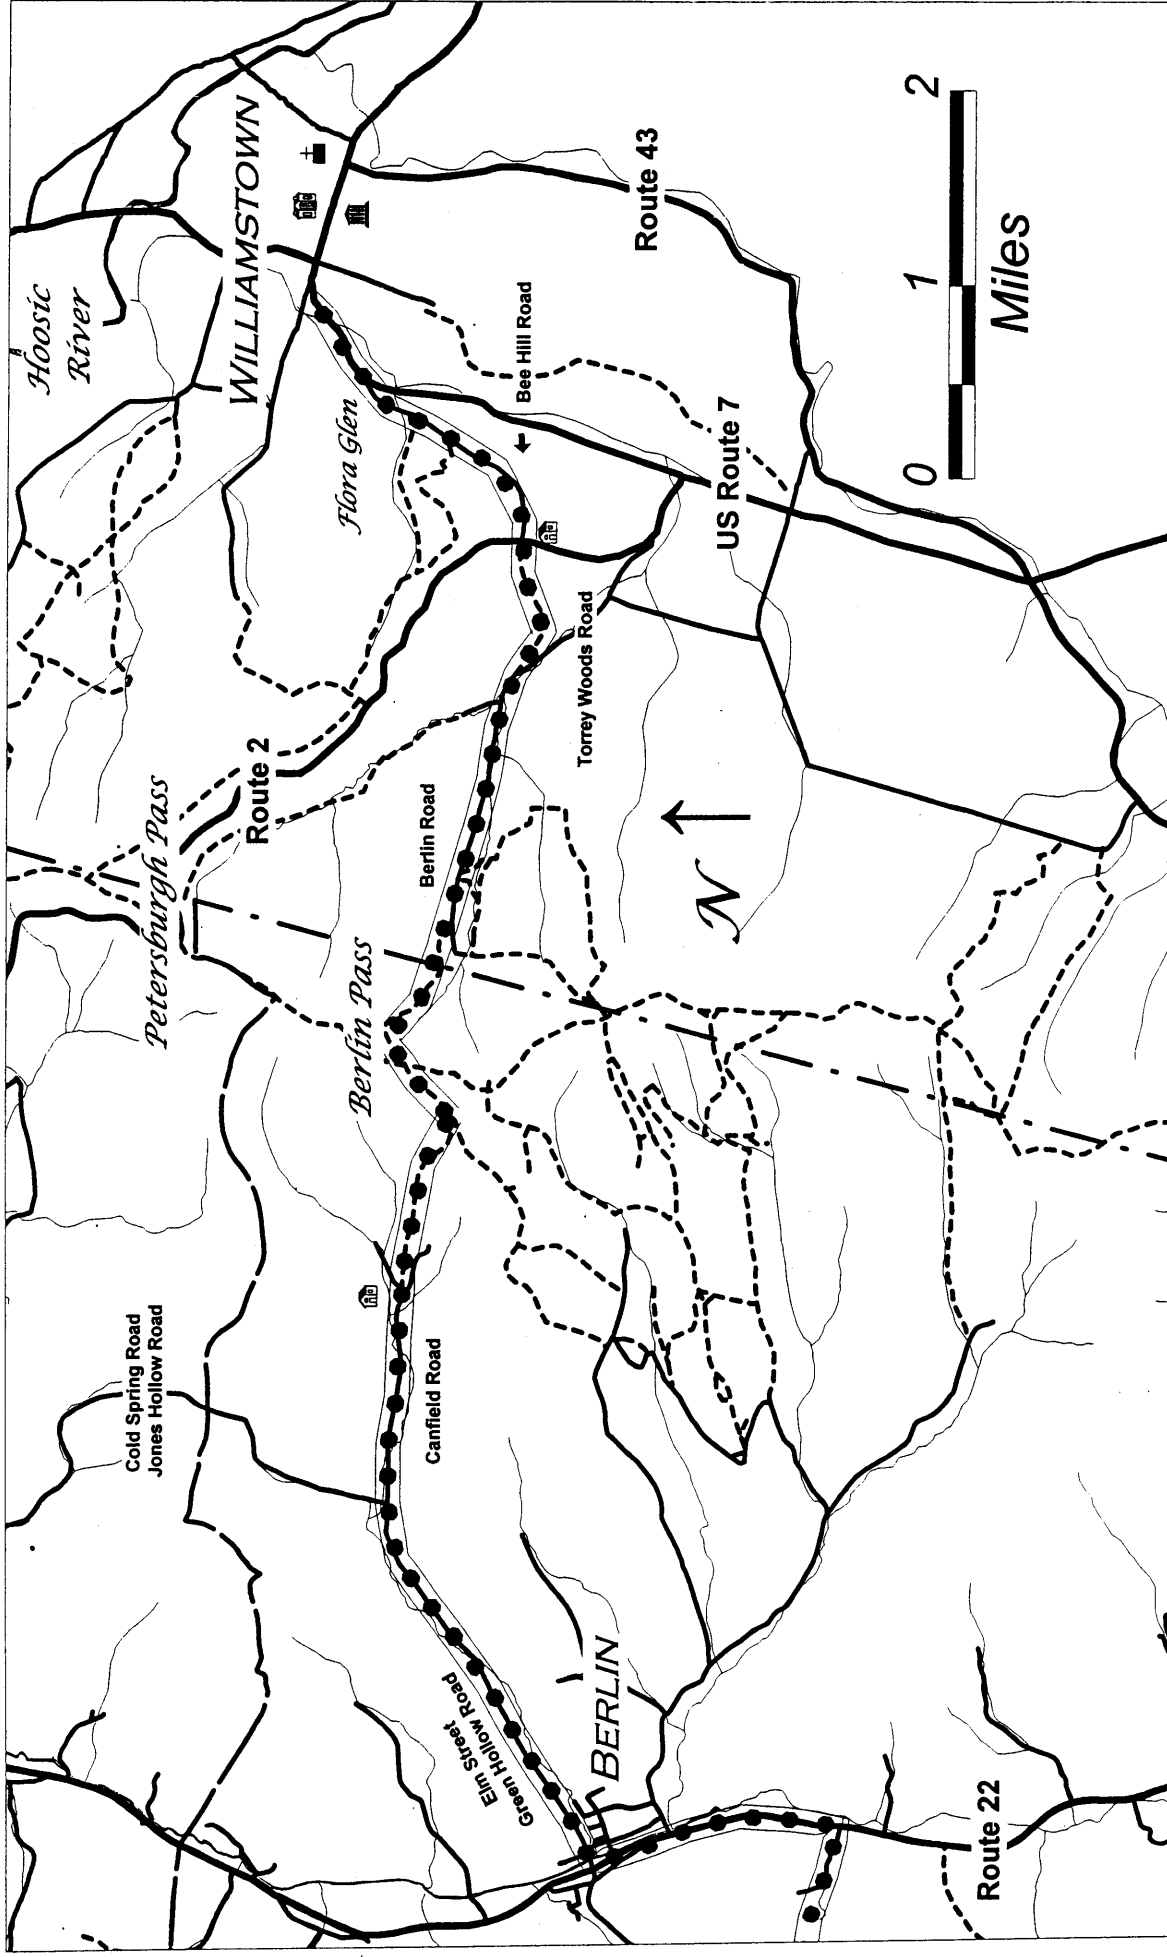 Hoosic
River
WILLIAMSTOWN
Flora Glen
Bee Hill Road
Route 43
US Route 7
0 1 2
Miles
Petersburgh Pass
Route 2
Berlin Road
Torrey Woods Road
Berlin Pass
N
Cold Spring Road
Jones Hollow Road
Canfield Road
Elm Street
Green Hollow Road
BERLIN
Route 22